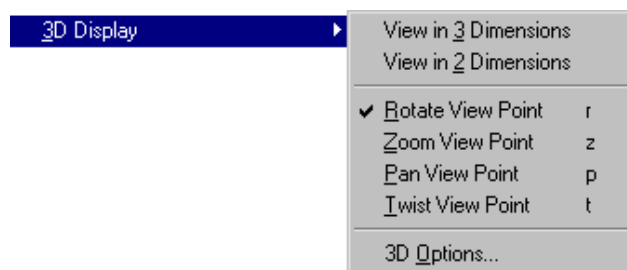 3D Display
View in 3 Dimensions
View in 2 Dimensions
Rotate View Point r
Zoom View Point z
Pan View Point p
Twist View Point t
3D Options...